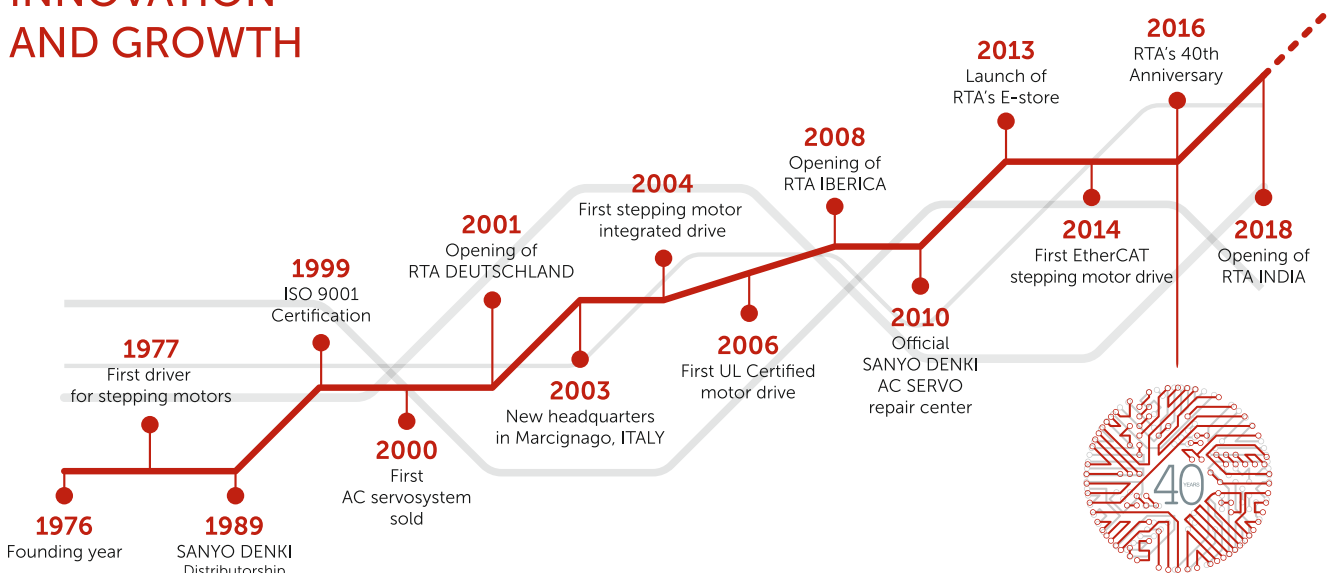 INNOVATION
AND GROWTH
1976
Founding year
1977
First driver
for stepping motors
1989
SANYO DENKI
Distributorship
1999
ISO 9001
Certification
2000
First
AC servosystem
sold
2001
Opening of
RTA DEUTSCHLAND
2003
New headquarters
in Marcignago, ITALY
2004
First stepping motor
integrated drive
2006
First UL Certified
motor drive
2008
Opening of
RTA IBERICA
2010
Official
SANYO DENKI
AC SERVO
repair center
2013
Launch of
RTA's E-store
2014
First EtherCAT
stepping motor drive
2016
RTA's 40th
Anniversary
2018
Opening of
RTA INDIA
40
YEARS